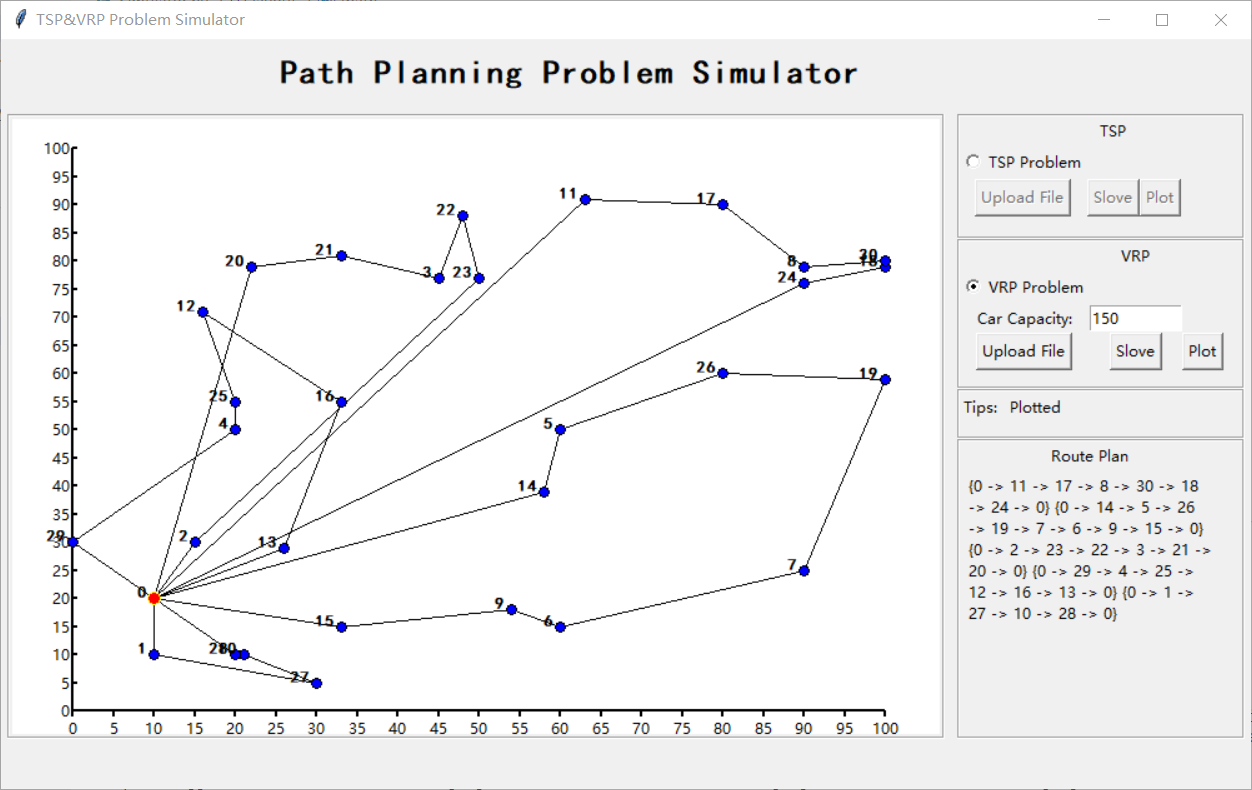 TSP&VRP Problem Simulator
Path Planning Problem Simulator
TSP
TSP Problem
Upload File Slove Plot
VRP
VRP Problem
Car Capacity: 150
Upload File Slove Plot
Tips: Plotted
Route Plan
{0 -> 11 -> 17 -> 8 -> 30 -> 18
-> 24 -> 0} {0 -> 14 -> 5 -> 26
-> 19 -> 7 -> 6 -> 9 -> 15 -> 0}
{0 -> 2 -> 23 -> 22 -> 3 -> 21 ->
20 -> 0} {0 -> 29 -> 4 -> 25 ->
12 -> 16 -> 13 -> 0} {0 -> 1 ->
27 -> 10 -> 28 -> 0}
100
95
90
85
80
75
70
65
60
55
50
45
40
35
30
25
20
15
10
5
0
11
17
22
21
20
3
23
8
24
12
26
19
25
16
4
5
14
29
2
13
7
0
9
15
6
1
27
0 5 10 15 20 25 30 35 40 45 50 55 60 65 70 75 80 85 90 95 100